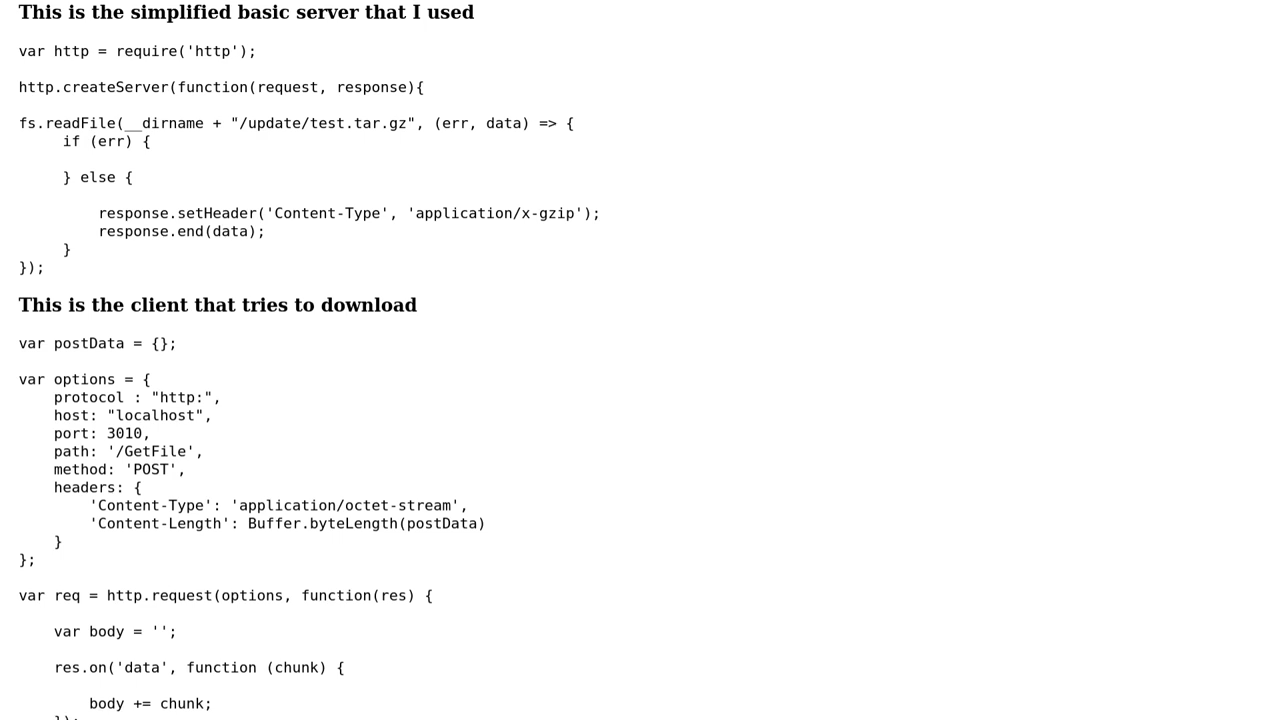 This is the simplified basic server that I used
var http = require('http');
http.createServer(function(request, response){
fs.readFile(__dirname + "/update/test.tar.gz", (err, data) => {
     if (err) {
     } else {
         response.setHeader('Content-Type', 'application/x-gzip');
         response.end(data);
     }
});
This is the client that tries to download
var postData = {};
var options = {
    protocol : "http:",
    host: "localhost",
    port: 3010,
    path: '/GetFile',
    method: 'POST',
    headers: {
        'Content-Type': 'application/octet-stream',
        'Content-Length': Buffer.byteLength(postData)
    }
};
var req = http.request(options, function(res) {
    var body = '';
    res.on('data', function (chunk) {
        body += chunk;
    });